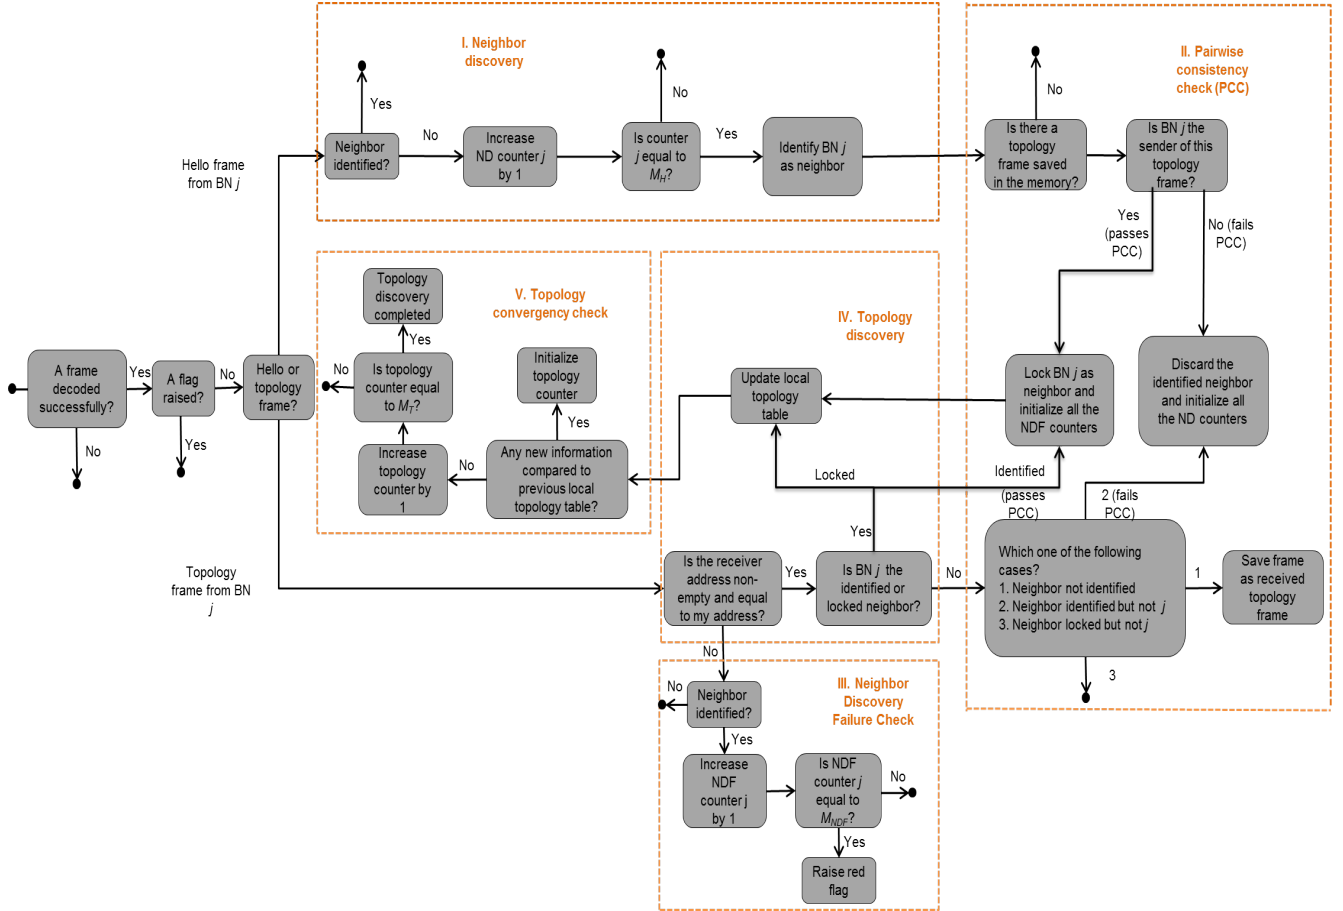 I. Neighbor
discovery
Yes
Neighbor
identified?
No
Increase
ND counter j
by 1
No
Is counter
j equal to
M_H?
Yes
Identify BN j
as neighbor
II. Pairwise
consistency
check (PCC)
No
Is there a
topology
frame saved
in the memory?
Is BN j the
sender of this
topology
frame?
Yes
(passes
PCC)
No (fails
PCC)
Hello frame
from BN j
A frame
decoded
successfully?
Yes
No
A flag
raised?
No
Yes
Hello or
topology
frame?
V. Topology
convergency check
Topology
discovery
completed
Yes
No
Is topology
counter equal
to M_T?
Initialize
topology
counter
Yes
Increase
topology
counter by
1
No
Any new information
compared to
previous local
topology table?
IV. Topology
discovery
Update local
topology
table
Lock BN j as
neighbor and
initialize all the
NDF counters
Discard the
identified neighbor
and initialize all
the ND counters
Locked
Identified
(passes
PCC)
2 (fails
PCC)
Yes
Topology
frame from BN
j
Is the receiver
address non-
empty and equal
to my address?
Yes
Is BN j the
identified or
locked neighbor?
No
Which one of the following
cases?
1. Neighbor not identified
2. Neighbor identified but not j
3. Neighbor locked but not j
1
Save frame
as received
topology
frame
3
No
III. Neighbor
Discovery
Failure Check
No
Neighbor
identified?
Yes
Increase
NDF
counter j
by 1
Is NDF
counter j
equal to
M_NDF?
No
Yes
Raise red
flag